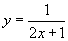 y = 1/(2x + 1)